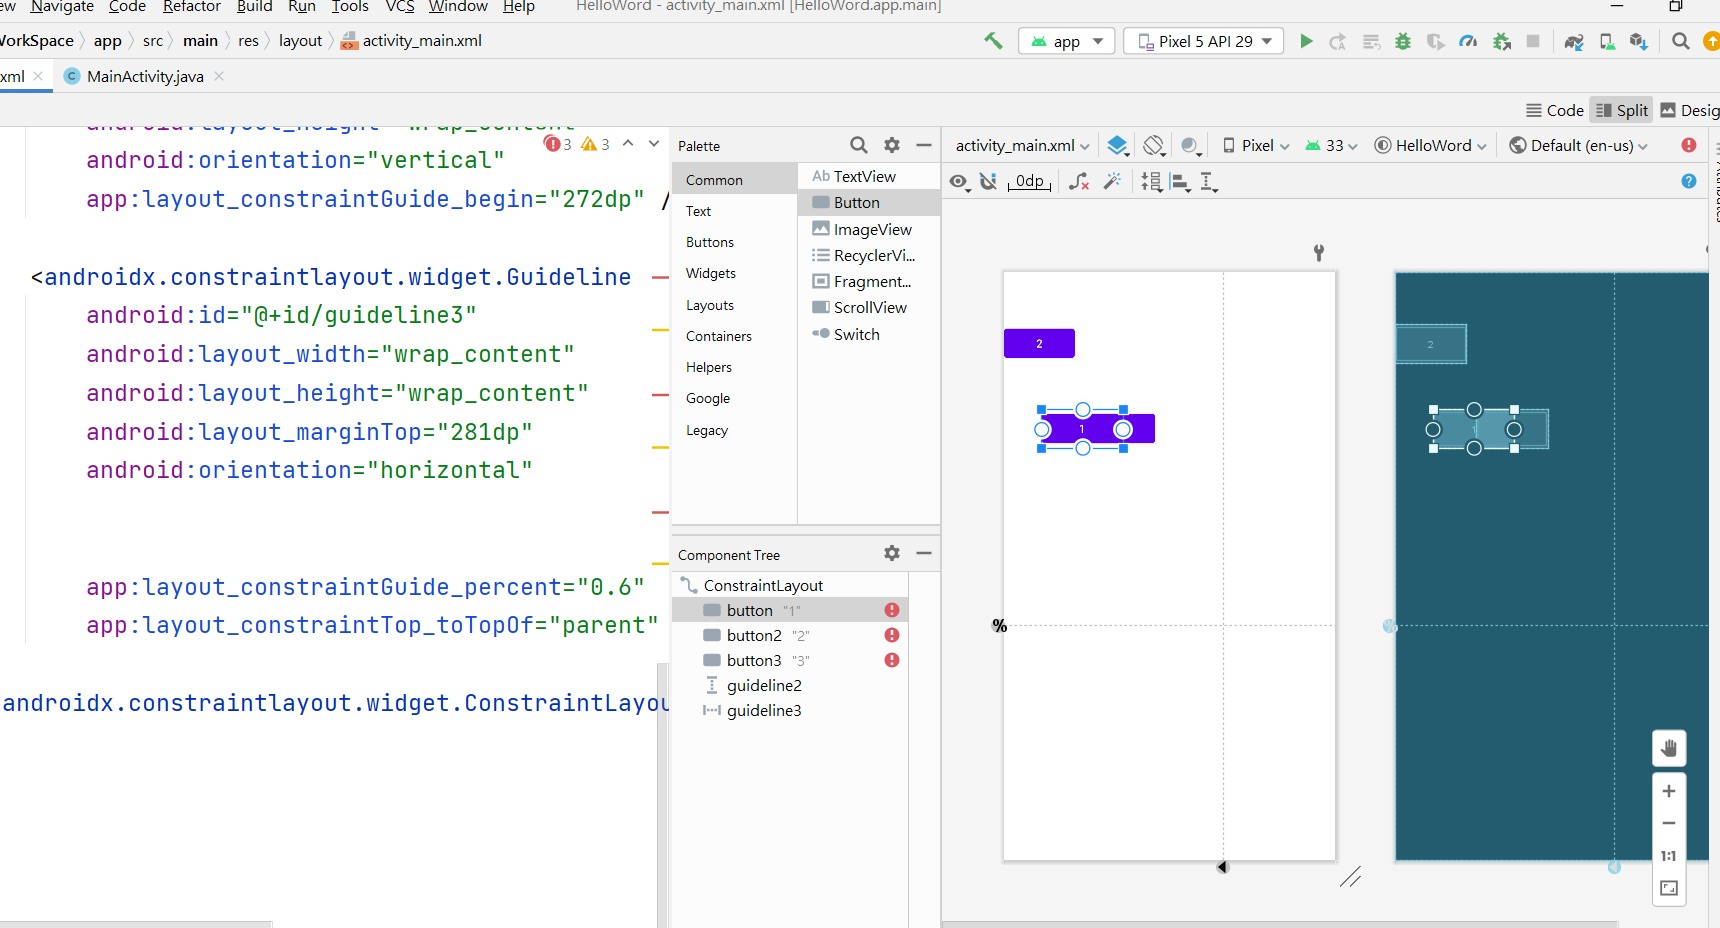 ew Navigate Code Refactor Build Run Tools VCS Window Help HelloWord - activity_main.xml [HelloWord.app.main]
WorkSpace app src main res layout activity_main.xml app Pixel 5 API 29
xml MainActivity.java
Code Split Desig
android:layout_height="wrap_content"
3 3
android:orientation="vertical"
app:layout_constraintGuide_begin="272dp" /
<androidx.constraintlayout.widget.Guideline
android:id="@+id/guideline3"
android:layout_width="wrap_content"
android:layout_height="wrap_content"
android:layout_marginTop="281dp"
android:orientation="horizontal"
app:layout_constraintGuide_percent="0.6"
app:layout_constraintTop_toTopOf="parent"
androidx.constraintlayout.widget.ConstraintLayou
Palette
Common
Text
Buttons
Widgets
Layouts
Containers
Helpers
Google
Legacy
Ab TextView
Button
ImageView
RecyclerVi...
Fragment...
ScrollView
Switch
Component Tree
ConstraintLayout
button "1"
button2 "2"
button3 "3"
guideline2
guideline3
activity_main.xml Pixel 33 HelloWord Default (en-us)
0dp
2
1
%
2
1
%
1:1